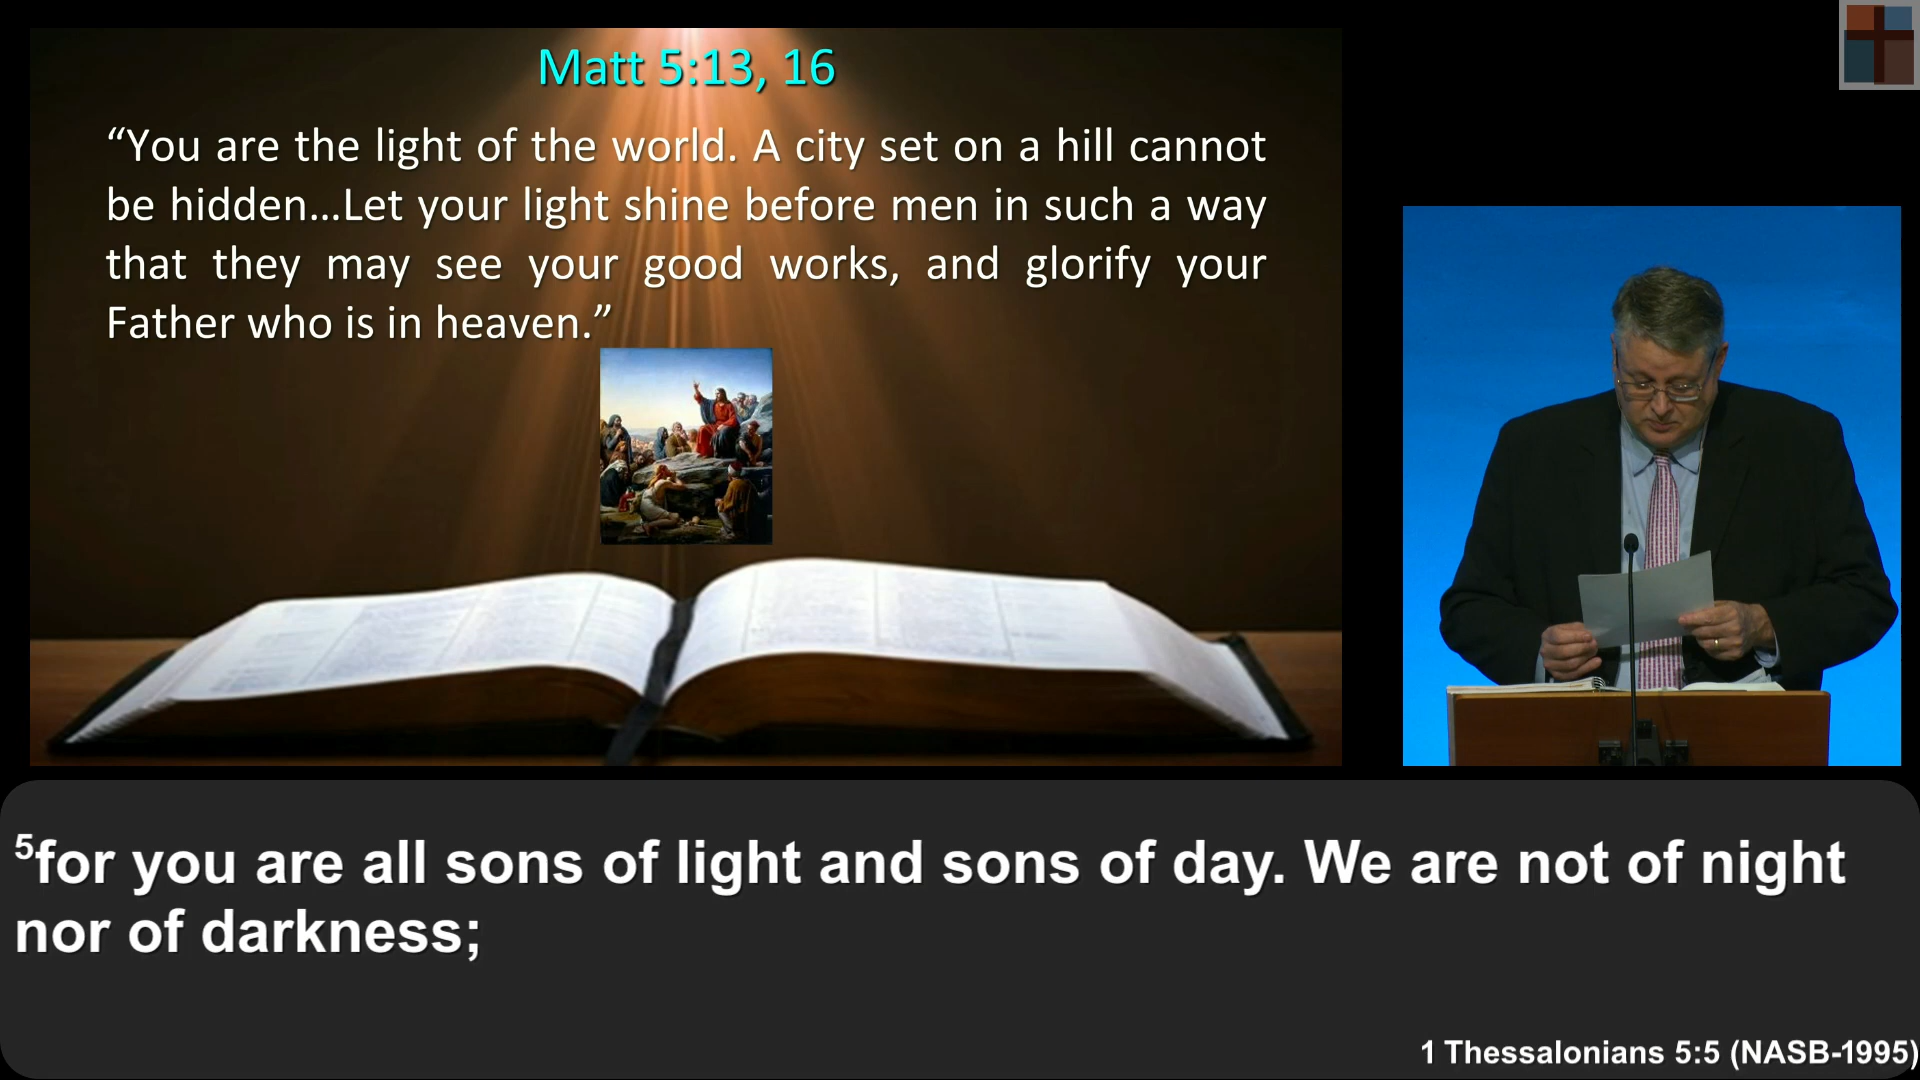 Matt 5:13, 16
“You are the light of the world. A city set on a hill cannot
be hidden…Let your light shine before men in such a way
that they may see your good works, and glorify your
Father who is in heaven.”
5for you are all sons of light and sons of day. We are not of night
nor of darkness;
1 Thessalonians 5:5 (NASB-1995)